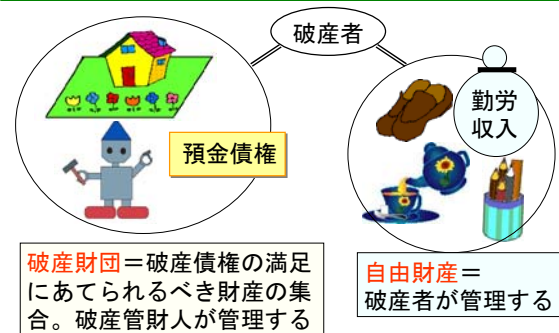 破産者
勤労
収入
預金債権
破産財団＝破産債権の満足
にあてられるべき財産の集
合。破産管財人が管理する
自由財産＝
破産者が管理する